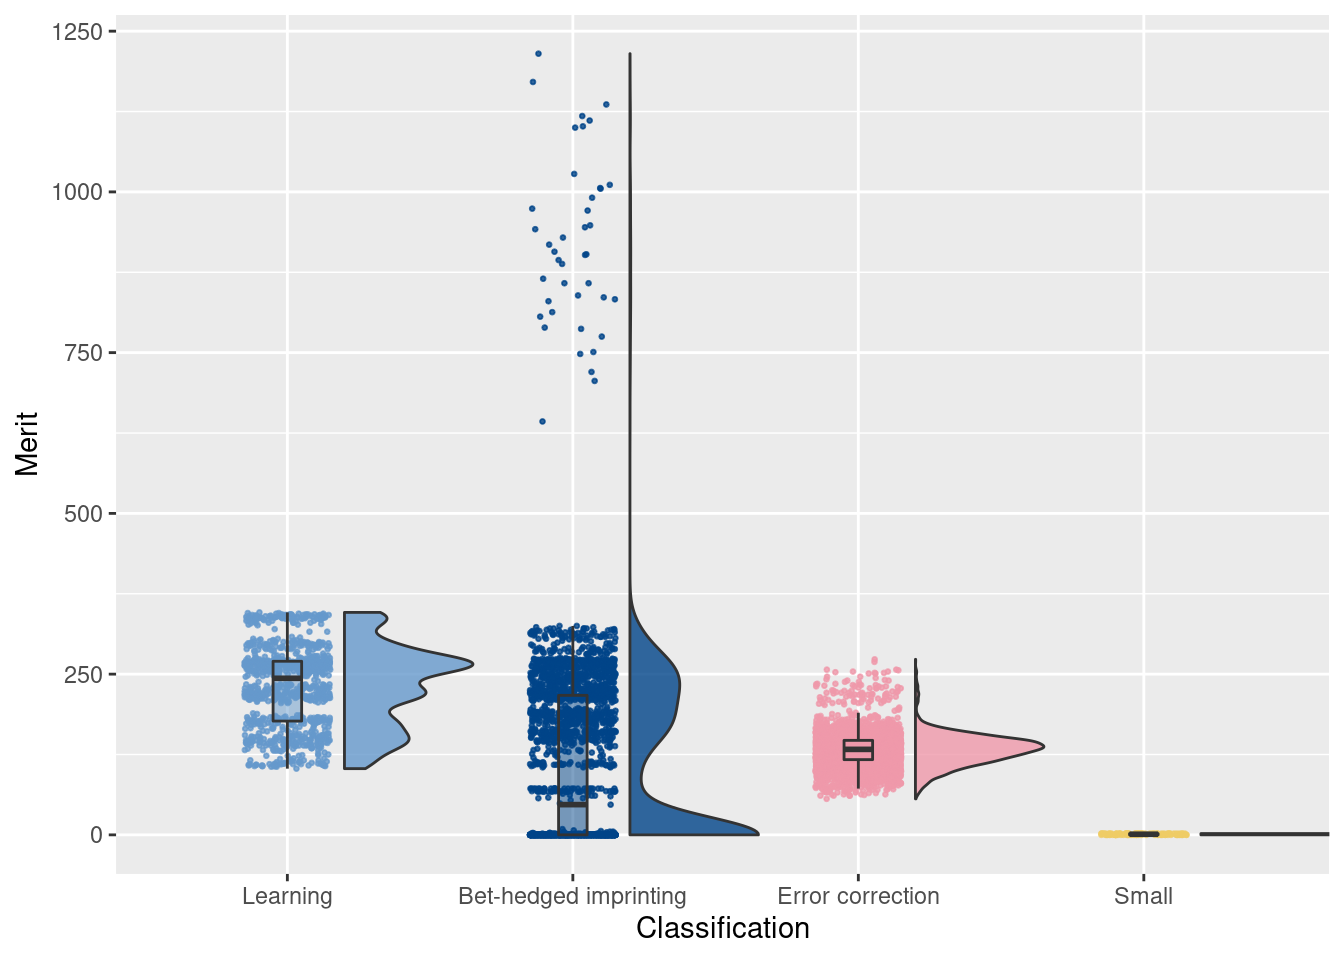 1250
1000
750
500
250
0
Merit
Learning
Bet-hedged imprinting
Error correction
Small
Classification